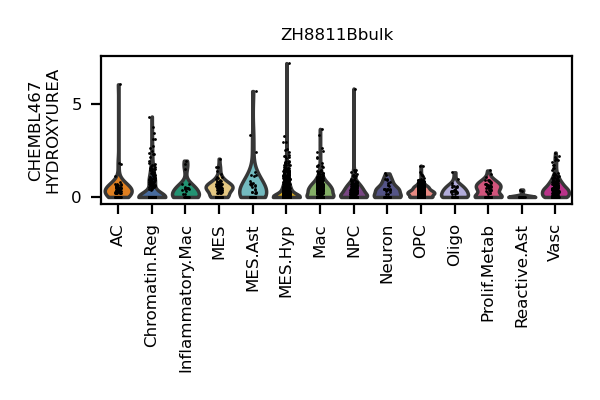 ZH8811Bbulk
CHEMBL467
HYDROXYUREA
5
0
AC
Chromatin.Reg
Inflammatory.Mac
MES
MES.Ast
MES.Hyp
Mac
NPC
Neuron
OPC
Oligo
Prolif.Metab
Reactive.Ast
Vasc